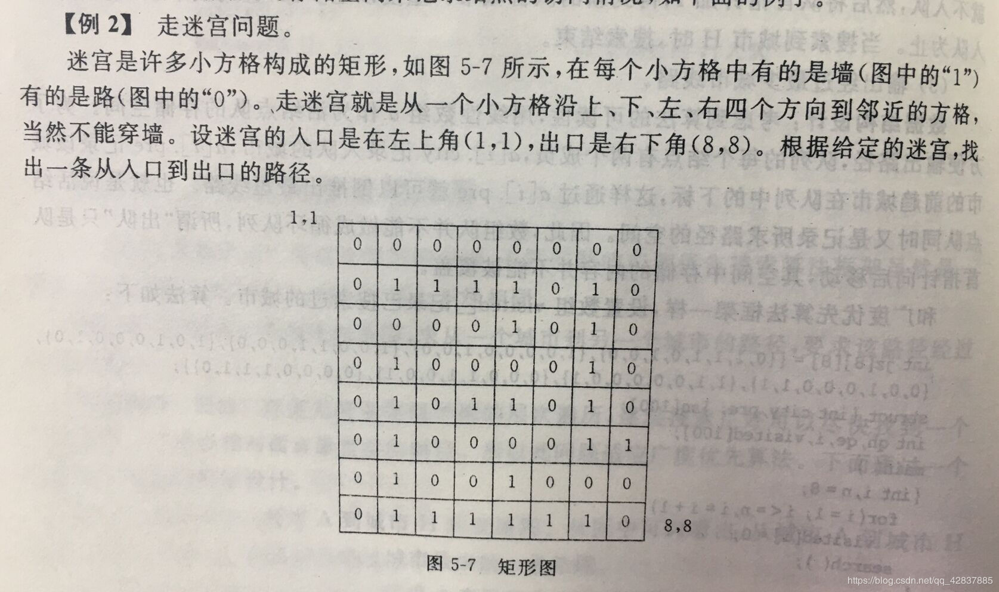 【例 2】 走迷宫问题。
迷宫是许多小方格构成的矩形,如图 5-7 所示,在每个小方格中有的是墙(图中的“1”)
有的是路(图中的“0”)。走迷宫就是从一个小方格沿上、下、左、右四个方向到邻近的方格,
当然不能穿墙。设迷宫的入口是在左上角(1,1),出口是右下角(8,8)。根据给定的迷宫,找
出一条从入口到出口的路径。
1,1
0 0 0 0 0 0 0 0
0 1 1 1 1 0 1 0
0 0 0 0 1 0 1 0
0 1 0 0 0 0 1 0
0 1 0 1 1 0 1 0
0 1 0 0 0 0 1 1
0 1 0 0 1 0 0 0
0 1 1 1 1 1 1 0
8,8
图 5-7 矩形图
https://blog.csdn.net/qq_42837885